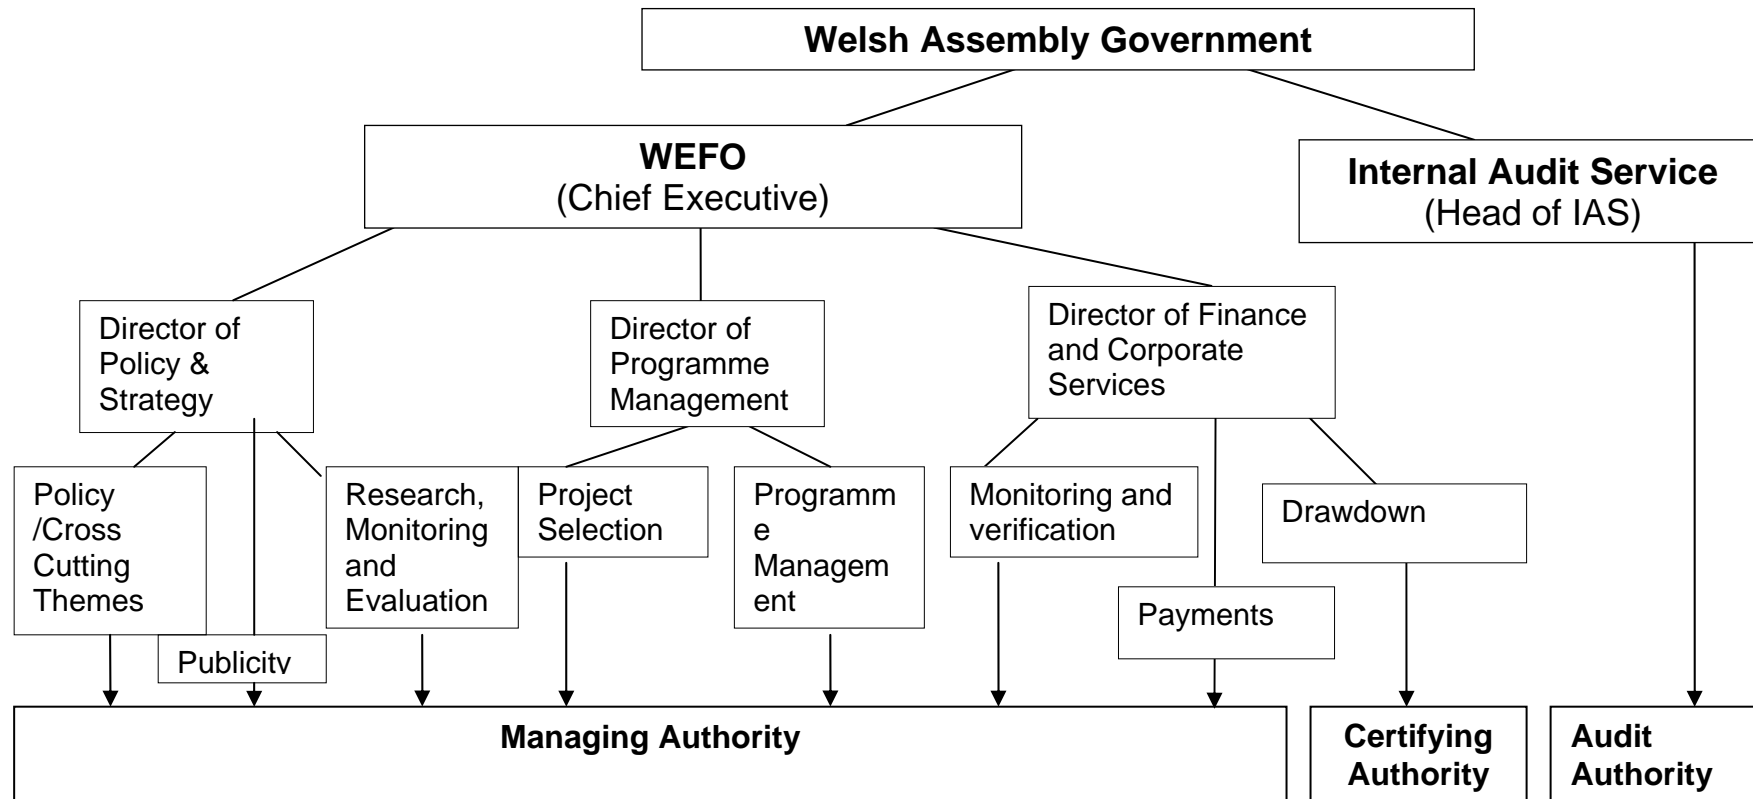 Welsh Assembly Government
WEFO
(Chief Executive)
Internal Audit Service
(Head of IAS)
Director of
Policy &
Strategy
Director of
Programme
Management
Director of Finance
and Corporate
Services
Policy
/Cross
Cutting
Themes
Publicity
Research,
Monitoring
and
Evaluation
Project
Selection
Programm
e
Managem
ent
Monitoring and
verification
Payments
Drawdown
Managing Authority
Certifying
Authority
Audit
Authority